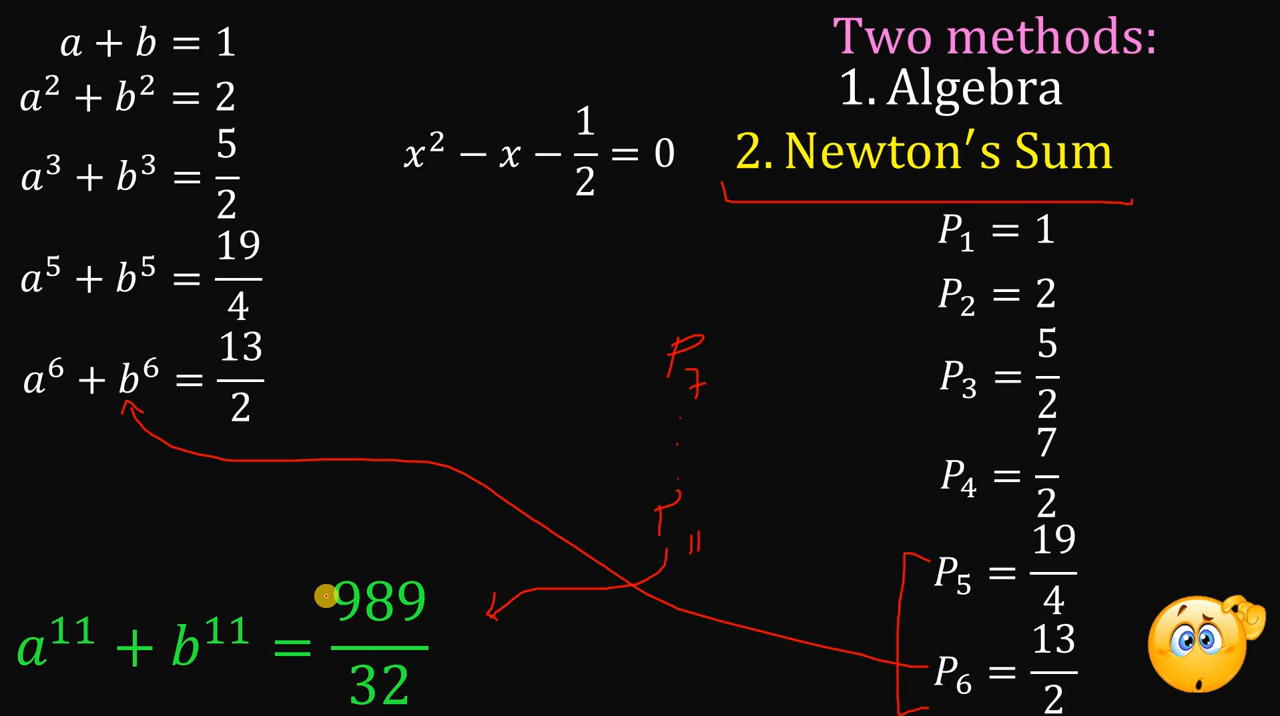 a + b = 1
a² + b² = 2
a³ + b³ = 5/2
a⁵ + b⁵ = 19/4
a⁶ + b⁶ = 13/2
a¹¹ + b¹¹ = 989/32
x² − x − 1/2 = 0
Two methods:
1. Algebra
2. Newton's Sum
P₁ = 1
P₂ = 2
P₃ = 5/2
P₄ = 7/2
P₅ = 19/4
P₆ = 13/2
P₇
.
.
.
P₁₁